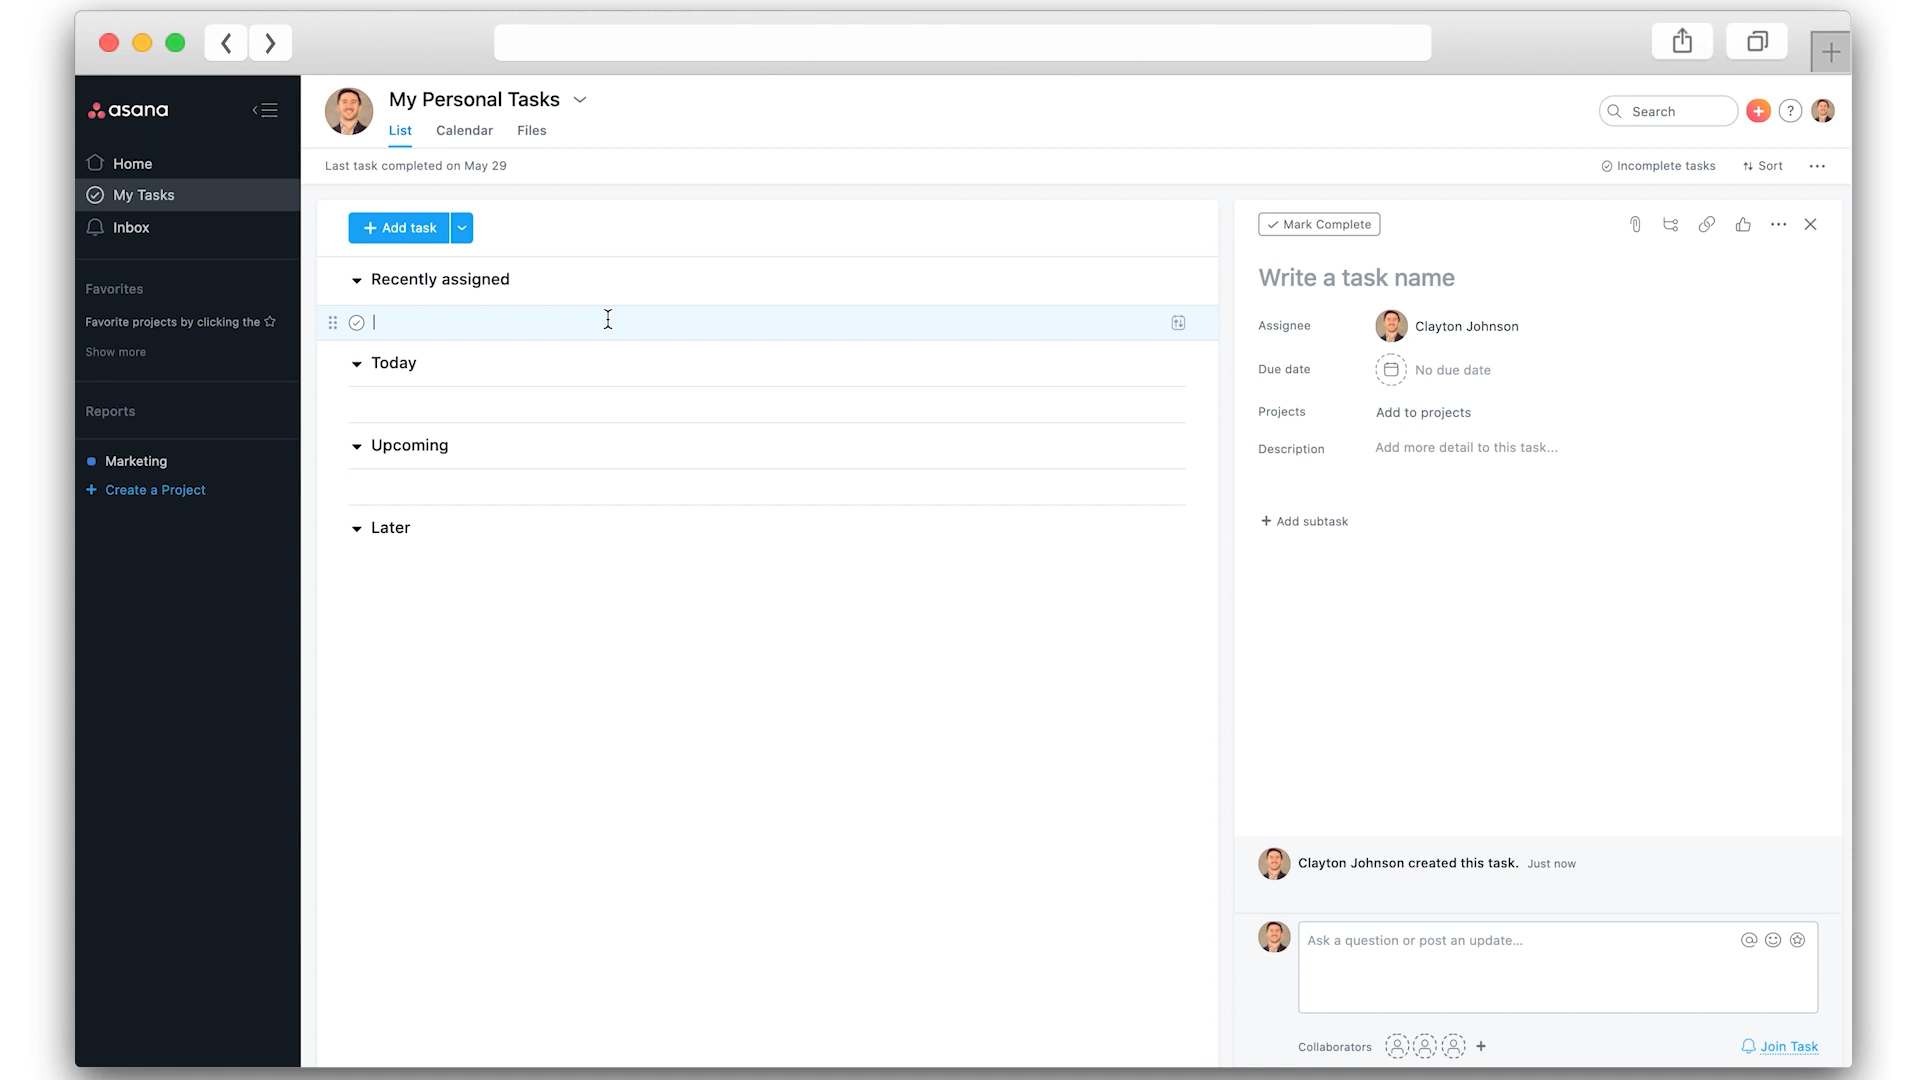 asana
Home
My Tasks
Inbox
Favorites
Favorite projects by clicking the
Show more
Reports
Marketing
+ Create a Project
My Personal Tasks
List Calendar Files
Search
+ ?
Last task completed on May 29
Incomplete tasks Sort ...
+ Add task
Recently assigned
Today
Upcoming
Later
Mark Complete
Write a task name
Assignee Clayton Johnson
Due date No due date
Projects Add to projects
Description Add more detail to this task...
+ Add subtask
Clayton Johnson created this task. Just now
Ask a question or post an update...
Collaborators +
Join Task